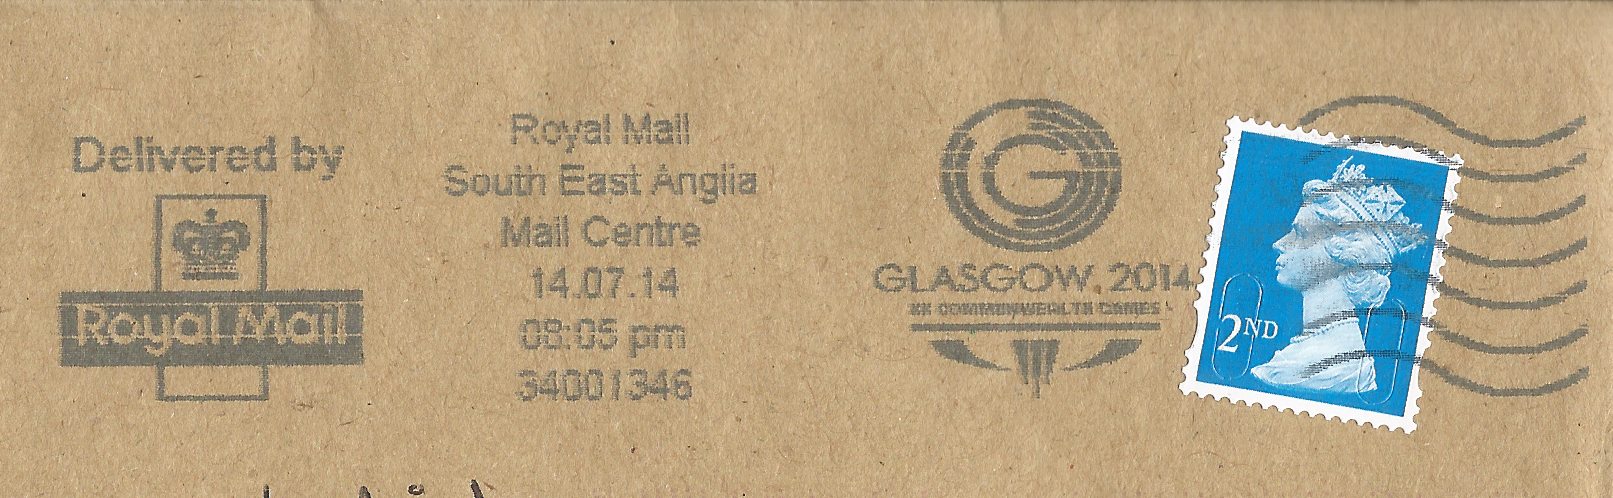 Delivered by
Royal Mail
Royal Mail
South East Anglia
Mail Centre
14.07.14
08:05 pm
34001346
GLASGOW 2014
XX COMMONWEALTH GAMES
2ND